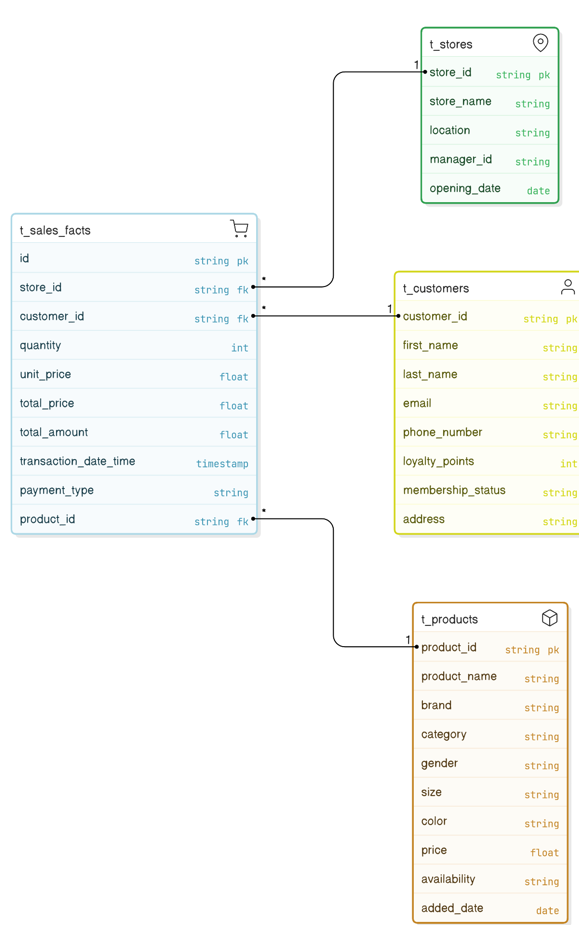 t_stores
1
store_id string pk
store_name string
location string
manager_id string
opening_date date
t_sales_facts
id string pk
store_id string fk *
customer_id string fk *
quantity int
unit_price float
total_price float
total_amount float
transaction_date_time timestamp
payment_type string
product_id string fk *
t_customers
1
customer_id string pk
first_name string
last_name string
email string
phone_number string
loyalty_points int
membership_status string
address string
t_products
1
product_id string pk
product_name string
brand string
category string
gender string
size string
color string
price float
availability string
added_date date